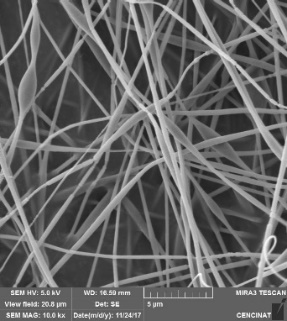 SEM HV: 5.0 kV WD: 16.59 mm MIRA3 TESCAN
View field: 20.8 µm Det: SE 5 µm
SEM MAG: 10.0 kx Date(m/d/y): 11/24/17 CENCINAT